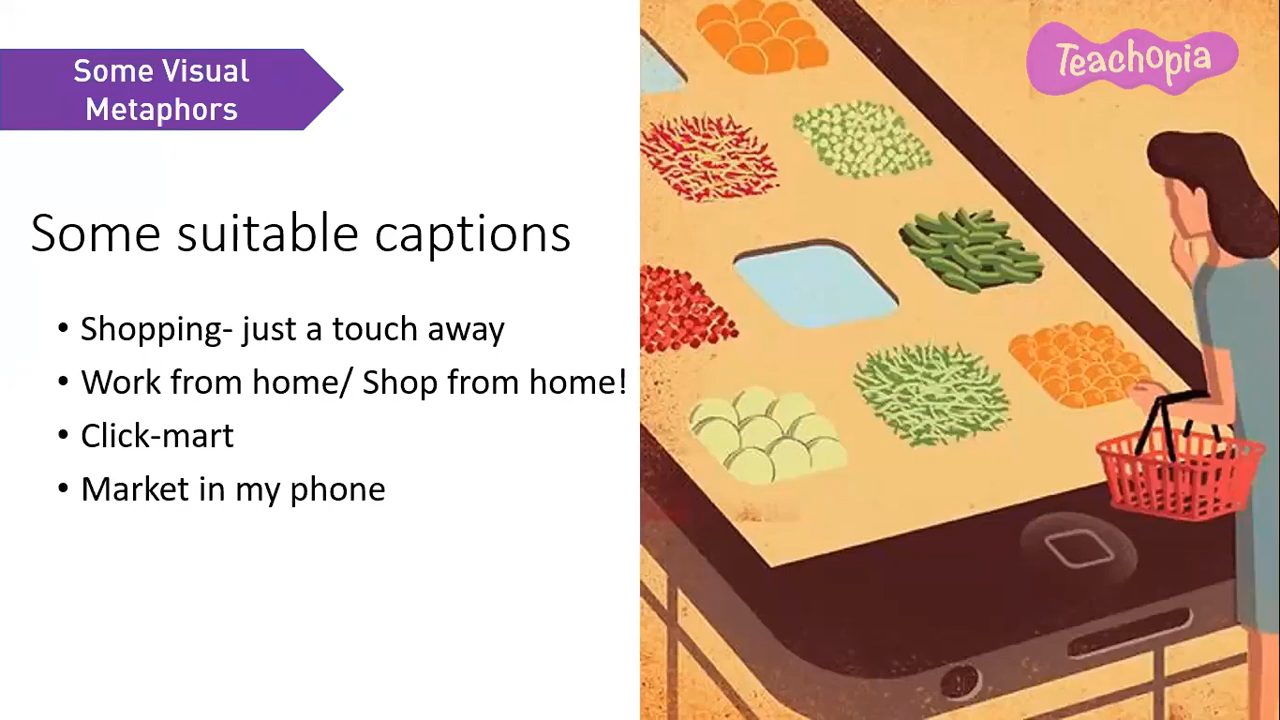 Some Visual
Metaphors
Teachopia
Some suitable captions
• Shopping- just a touch away
• Work from home/ Shop from home!
• Click-mart
• Market in my phone